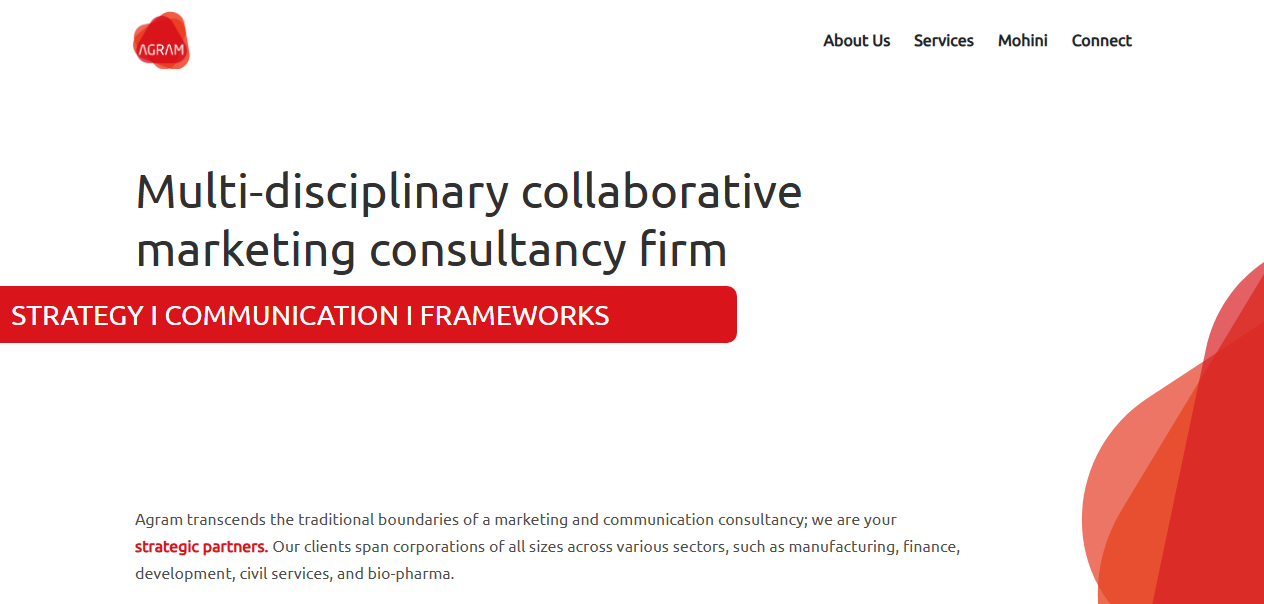 AGRAM
About Us Services Mohini Connect
Multi-disciplinary collaborative
marketing consultancy firm
STRATEGY I COMMUNICATION I FRAMEWORKS
Agram transcends the traditional boundaries of a marketing and communication consultancy; we are your
strategic partners. Our clients span corporations of all sizes across various sectors, such as manufacturing, finance,
development, civil services, and bio-pharma.